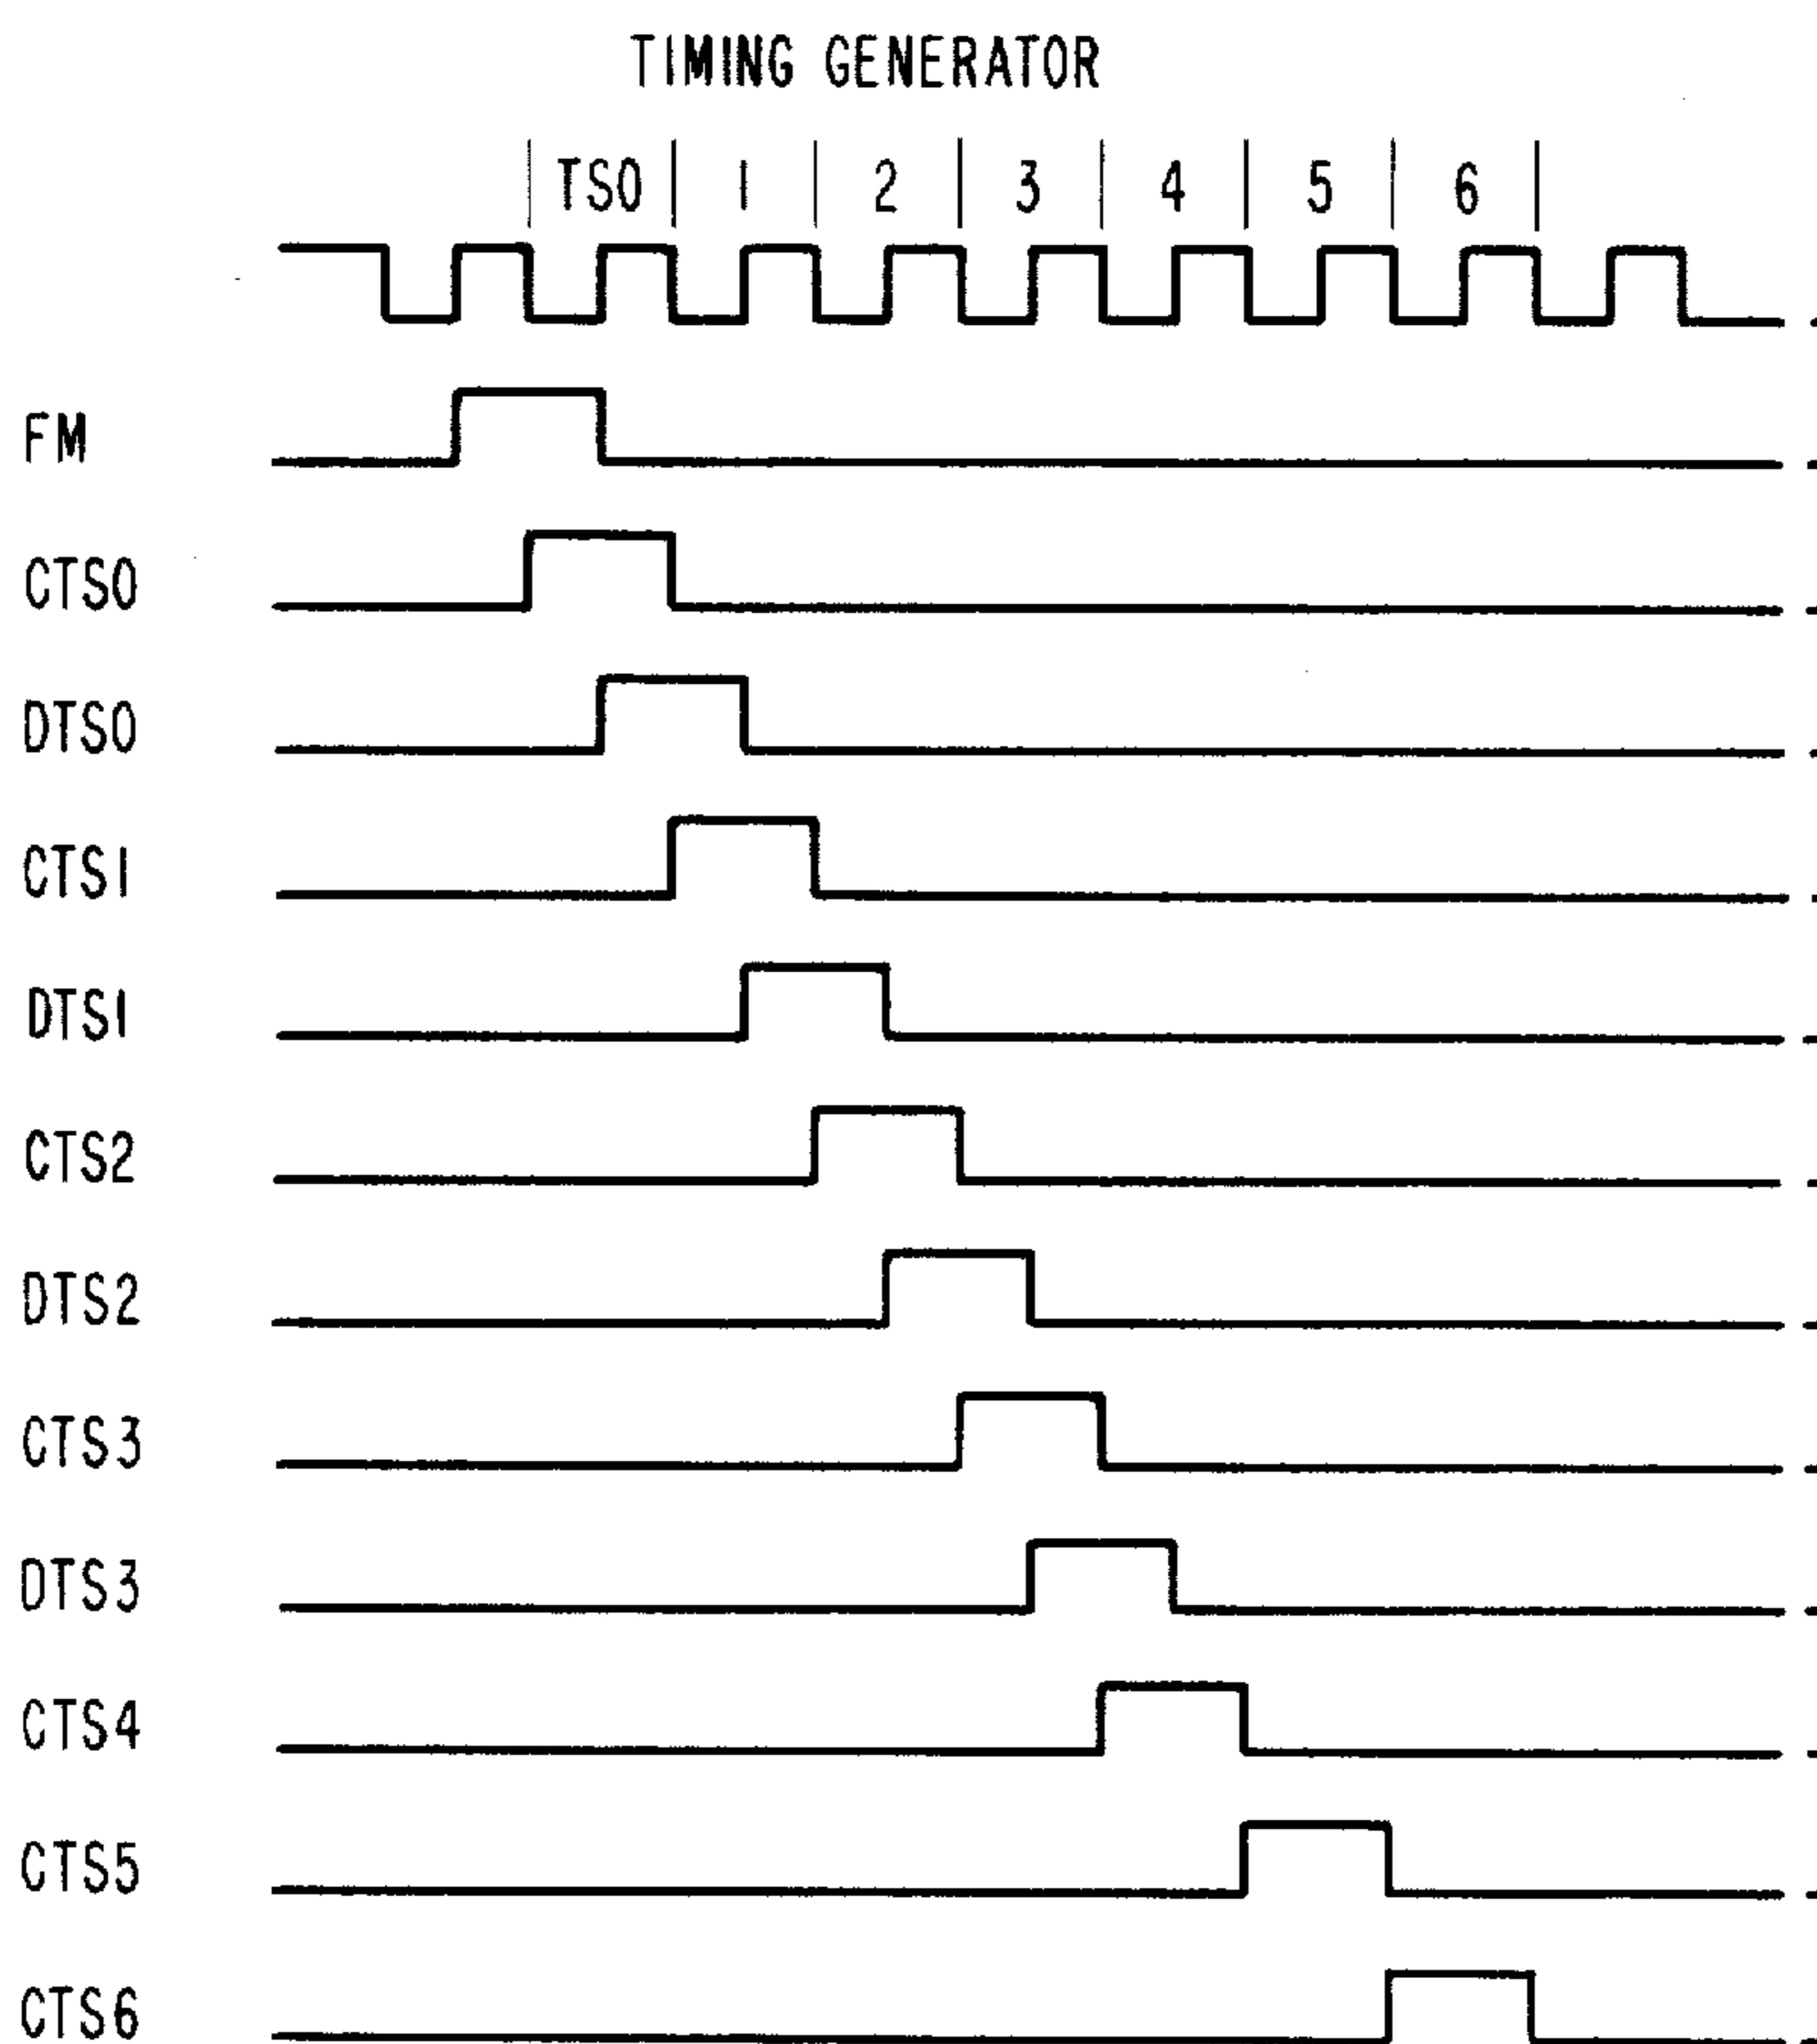 TIMING GENERATOR
TS0 1 2 3 4 5 6
FM
CTS0
DTS0
CTS1
DTS1
CTS2
DTS2
CTS3
DTS3
CTS4
CTS5
CTS6